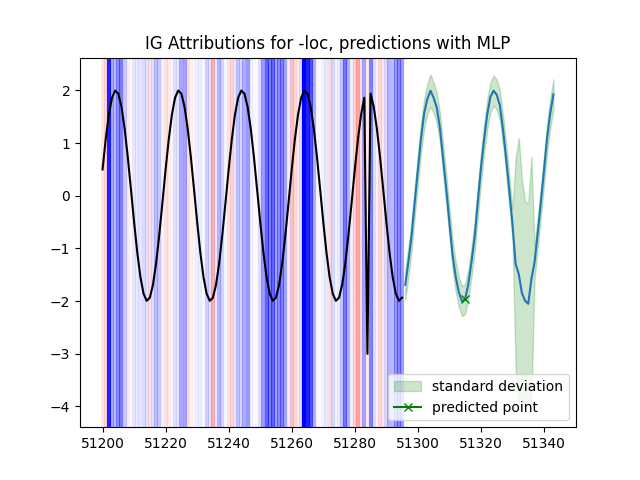 IG Attributions for -loc, predictions with MLP
2
1
0
−1
−2
−3
−4
standard deviation
predicted point
51200 51220 51240 51260 51280 51300 51320 51340